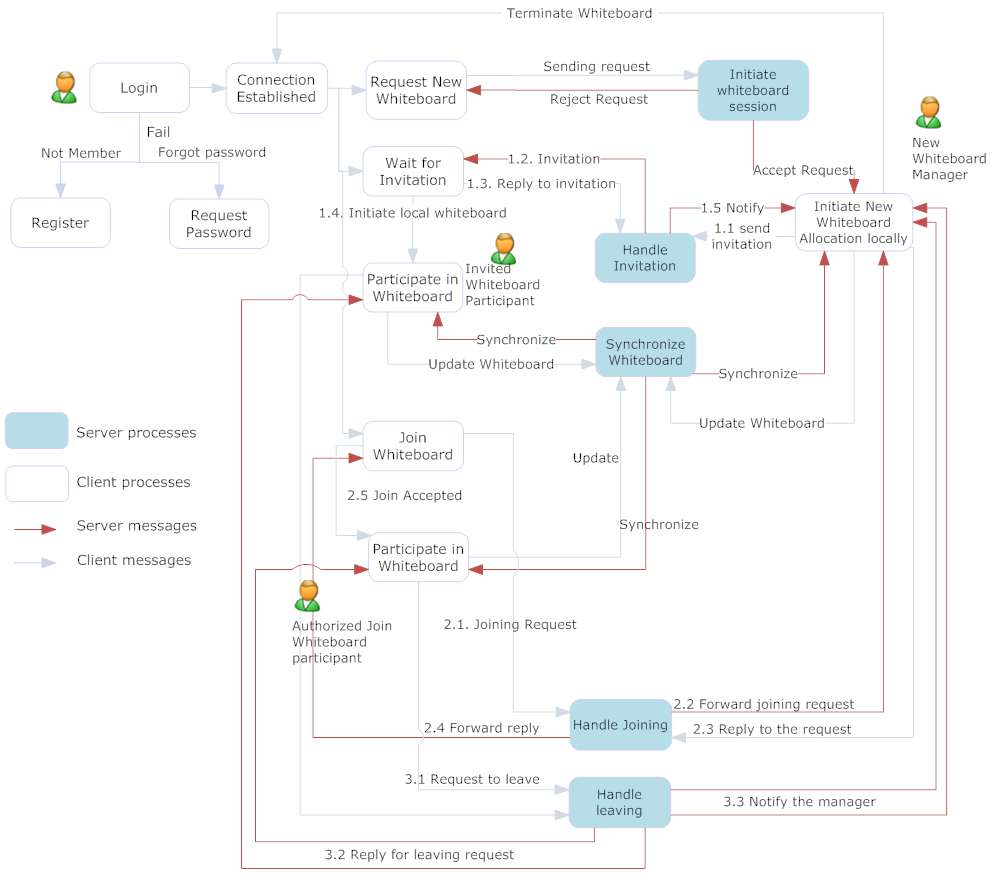 Terminate Whiteboard
Login
Connection
Established
Request New
Whiteboard
Sending request
Reject Request
Initiate
whiteboard
session
Fail
Not Member
Forgot password
Register
Request
Password
Wait for
Invitation
1.2. Invitation
1.3. Reply to invitation
1.4. Initiate local whiteboard
Accept Request
New
Whiteboard
Manager
Initiate New
Whiteboard
Allocation locally
1.5 Notify
1.1 send
invitation
Handle
Invitation
Participate in
Whiteboard
Invited
Whiteboard
Participant
Synchronize
Update Whiteboard
Synchronize
Whiteboard
Synchronize
Update Whiteboard
Server processes
Client processes
Server messages
Client messages
Join
Whiteboard
Update
2.5 Join Accepted
Synchronize
Participate in
Whiteboard
Authorized Join
Whiteboard
participant
2.1. Joining Request
2.2 Forward joining request
Handle Joining
2.3 Reply to the request
2.4 Forward reply
3.1 Request to leave
Handle
leaving
3.3 Notify the manager
3.2 Reply for leaving request